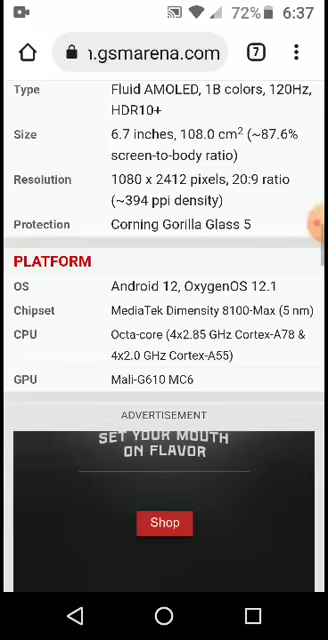 72% 6:37
ɿ.gsmarena.com 7
Type Fluid AMOLED, 1B colors, 120Hz,
HDR10+
Size 6.7 inches, 108.0 cm² (~87.6%
screen-to-body ratio)
Resolution 1080 x 2412 pixels, 20:9 ratio
(~394 ppi density)
Protection Corning Gorilla Glass 5
PLATFORM
OS Android 12, OxygenOS 12.1
Chipset MediaTek Dimensity 8100-Max (5 nm)
CPU Octa-core (4x2.85 GHz Cortex-A78 &
4x2.0 GHz Cortex-A55)
GPU Mali-G610 MC6
ADVERTISEMENT
SET YOUR MOUTH
ON FLAVOR
Shop